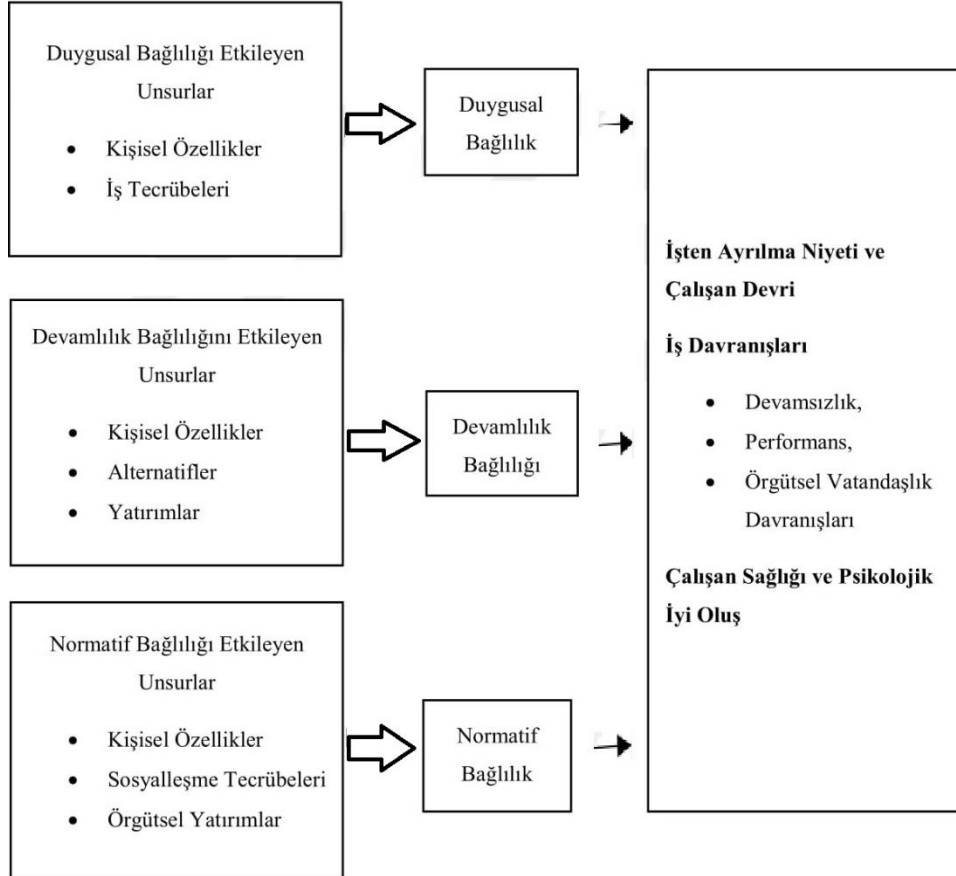 Duygusal Bağlılığı Etkileyen
Unsurlar
• Kişisel Özellikler
• İş Tecrübeleri
Duygusal
Bağlılık
Devamlılık Bağlılığını Etkileyen
Unsurlar
• Kişisel Özellikler
• Alternatifler
• Yatırımlar
Devamlılık
Bağlılığı
Normatif Bağlılığı Etkileyen
Unsurlar
• Kişisel Özellikler
• Sosyalleşme Tecrübeleri
• Örgütsel Yatırımlar
Normatif
Bağlılık
İşten Ayrılma Niyeti ve
Çalışan Devri
İş Davranışları
• Devamsızlık,
• Performans,
• Örgütsel Vatandaşlık
Davranışları
Çalışan Sağlığı ve Psikolojik
İyi Oluş